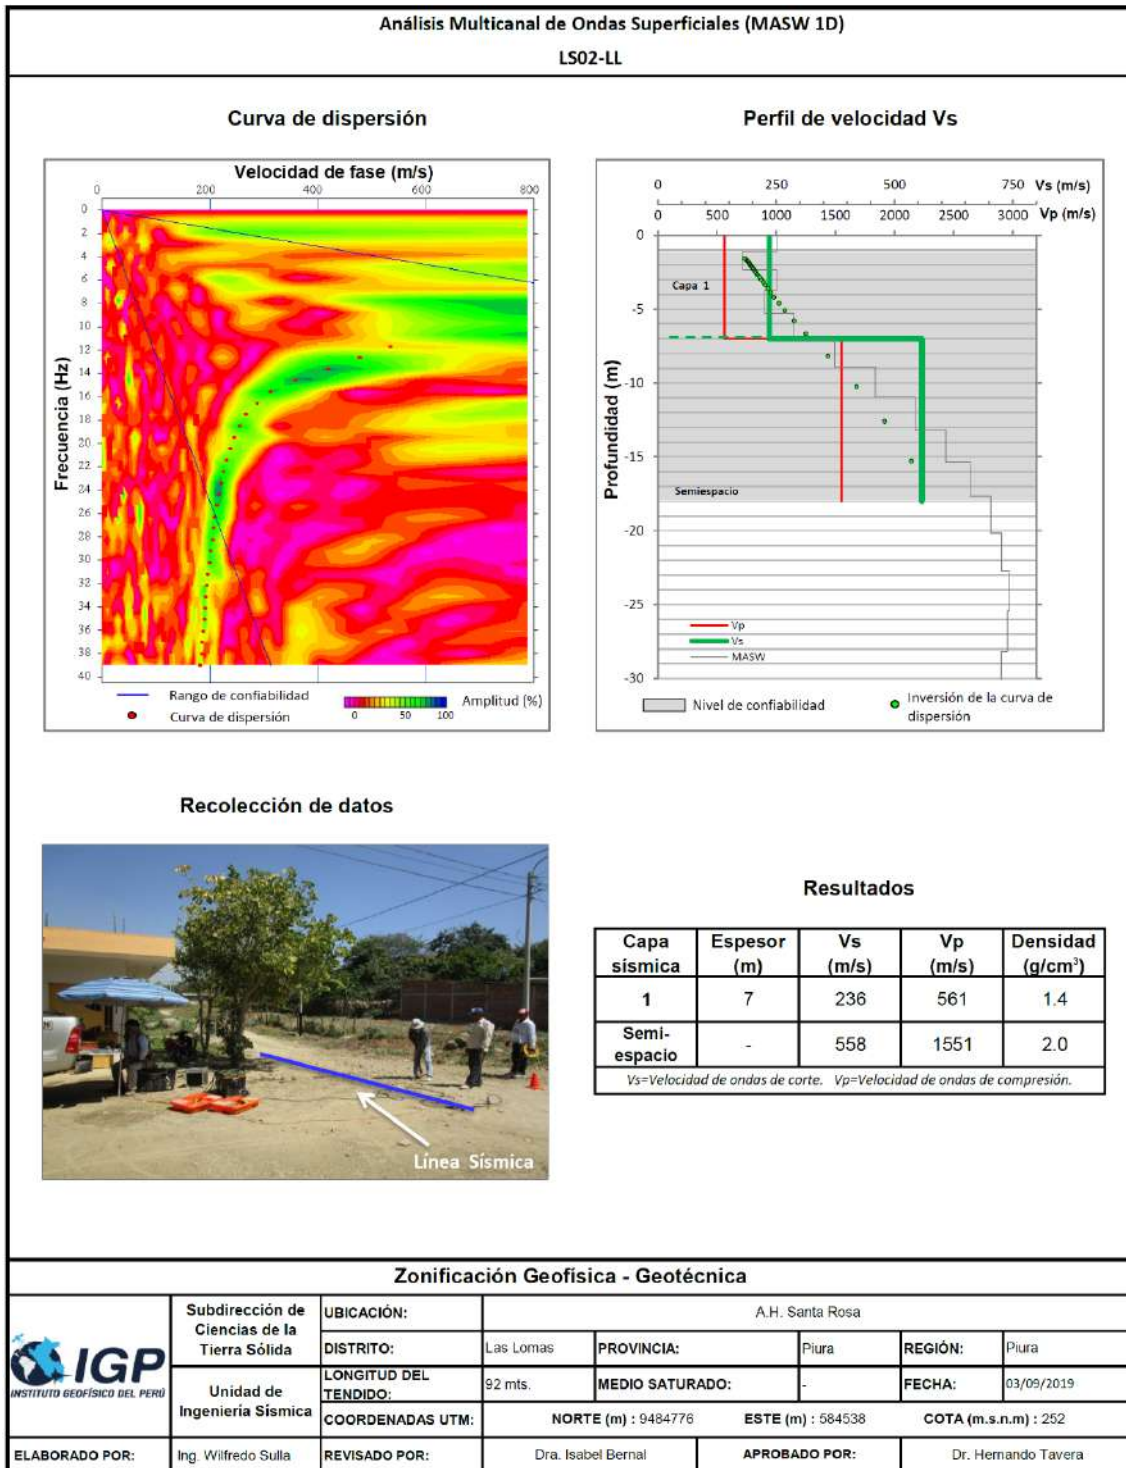 Análisis Multicanal de Ondas Superficiales (MASW 1D)
LS02-LL
Curva de dispersión
Velocidad de fase (m/s)
0 200 400 600 800
Frecuencia (Hz)
0
2
4
6
8
10
12
14
16
18
20
22
24
26
28
30
32
34
36
38
40
Rango de confiabilidad
Curva de dispersión
Amplitud (%)
0 50 100
Perfil de velocidad Vs
0 250 500 750 Vs (m/s)
0 500 1000 1500 2000 2500 3000 Vp (m/s)
Profundidad (m)
0
-5
-10
-15
-20
-25
-30
Capa 1
Semiespacio
Vp
Vs
MASW
Nivel de confiabilidad
Inversión de la curva de
dispersión
Recolección de datos
Línea Sísmica
Resultados
Capa sísmica Espesor (m) Vs (m/s) Vp (m/s) Densidad (g/cm³)
1 7 236 561 1.4
Semi-espacio - 558 1551 2.0
Vs=Velocidad de ondas de corte. Vp=Velocidad de ondas de compresión.
Zonificación Geofísica - Geotécnica
IGP
INSTITUTO GEOFÍSICO DEL PERÚ
Subdirección de
Ciencias de la
Tierra Sólida
Unidad de
Ingeniería Sísmica
UBICACIÓN: A.H. Santa Rosa
DISTRITO: Las Lomas PROVINCIA: Piura REGIÓN: Piura
LONGITUD DEL TENDIDO: 92 mts. MEDIO SATURADO: - FECHA: 03/09/2019
COORDENADAS UTM: NORTE (m) : 9484776 ESTE (m) : 584538 COTA (m.s.n.m) : 252
ELABORADO POR: Ing. Wilfredo Sulla REVISADO POR: Dra. Isabel Bernal APROBADO POR: Dr. Hernando Tavera